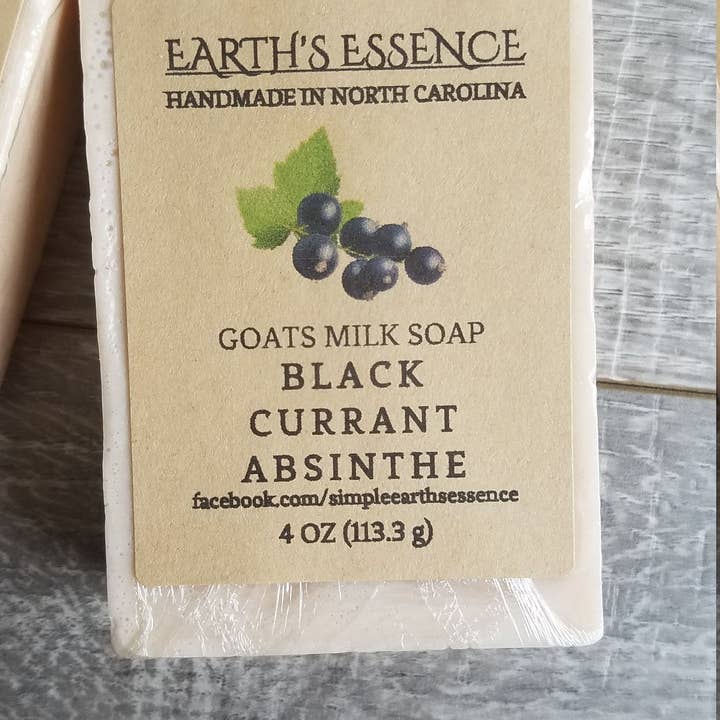 EARTH'S ESSENCE
HANDMADE IN NORTH CAROLINA
GOATS MILK SOAP
BLACK
CURRANT
ABSINTHE
facebook.com/simpleearthsessence
4 OZ (113.3 g)